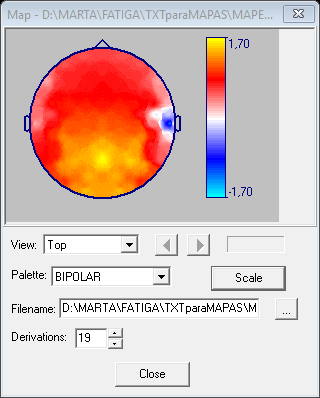 Map - D:\MARTA\FATIGA\TXTparaMAPAS\MAPE...
1,70
-1,70
View: Top
Palette: BIPOLAR
Scale
Filename: D:\MARTA\FATIGA\TXTparaMAPAS\M
...
Derivations: 19
Close